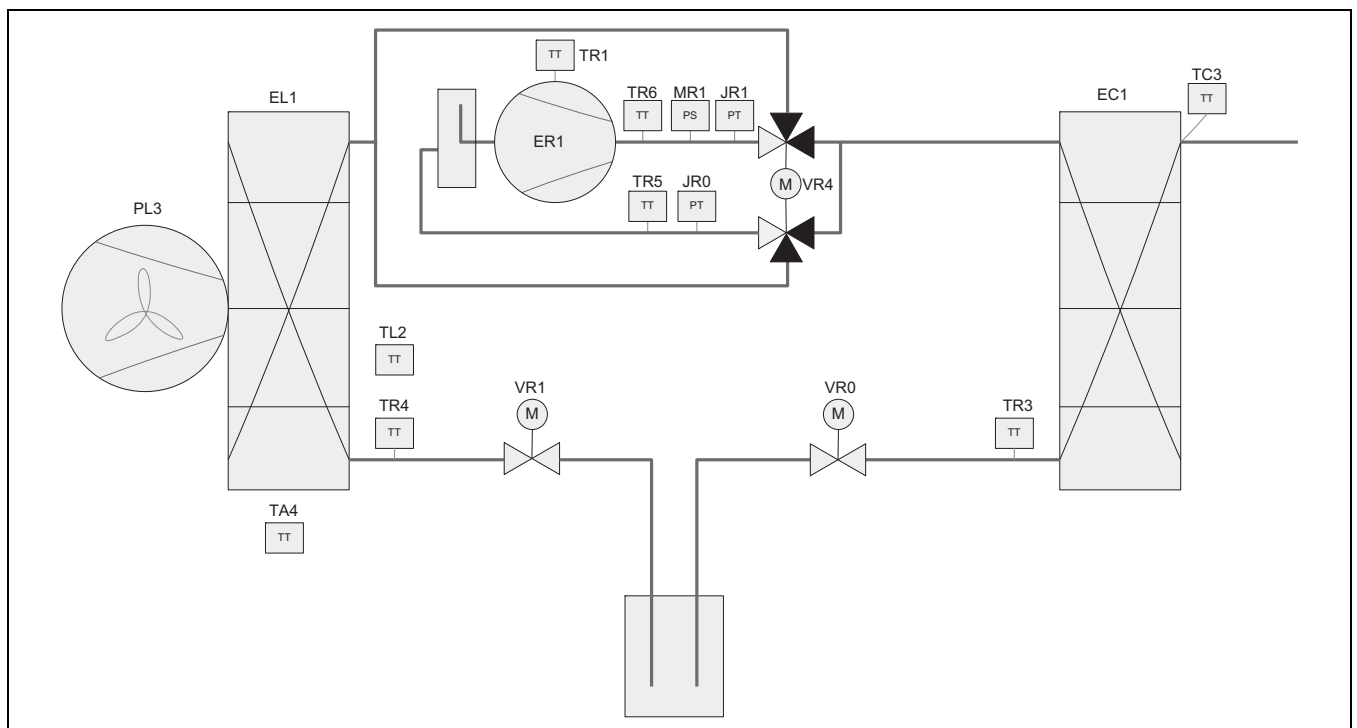 TR1
TT
TC3
TT
EL1
TR6
TT
MR1
PS
JR1
PT
EC1
ER1
TR5
TT
JR0
PT
M
VR4
PL3
TL2
TT
TR4
TT
VR1
M
VR0
M
TR3
TT
TA4
TT